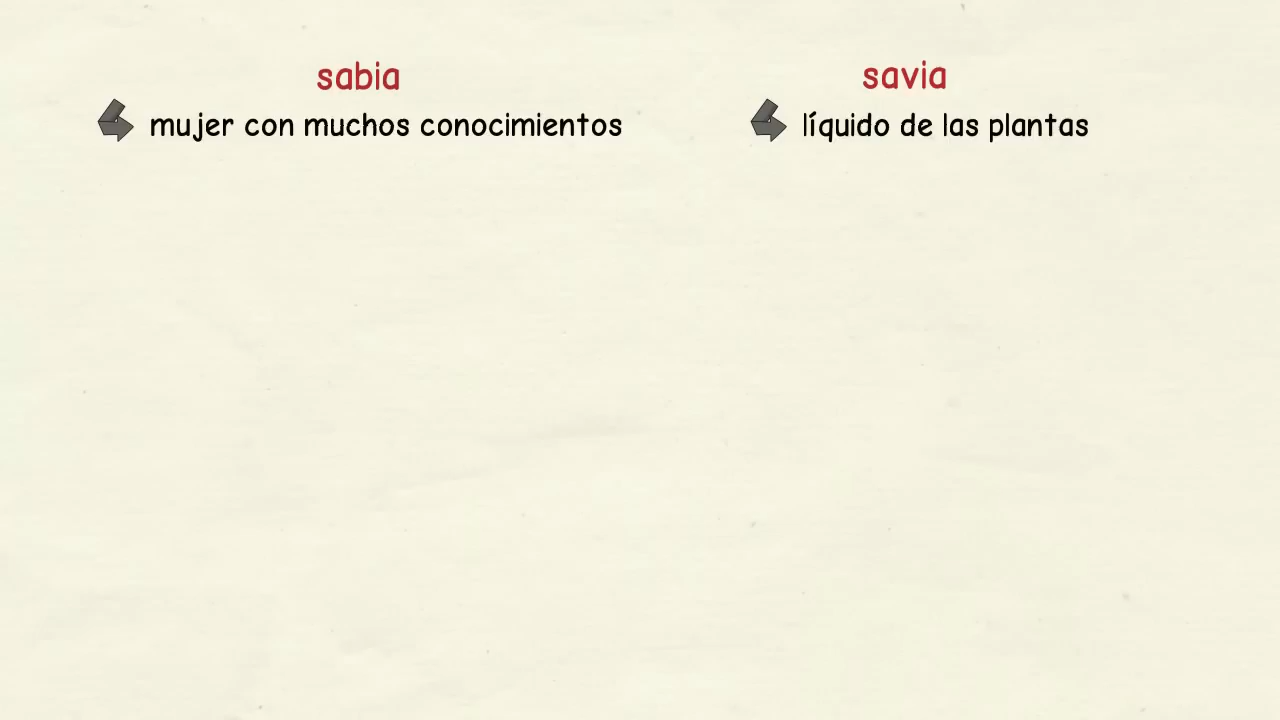 sabia
mujer con muchos conocimientos
savia
líquido de las plantas